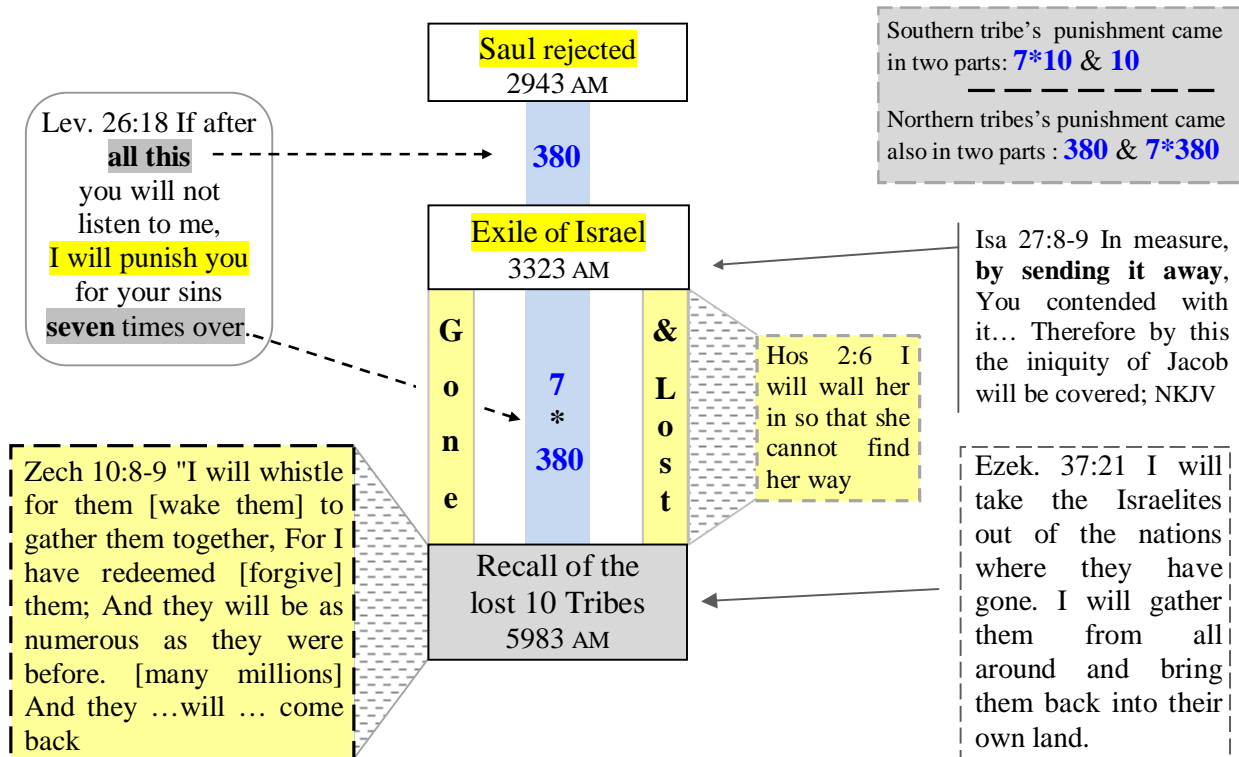 Saul rejected
2943 AM
Southern tribe's punishment came
in two parts: 7*10 & 10
Northern tribes's punishment came
also in two parts : 380 & 7*380
Lev. 26:18 If after
all this
you will not
listen to me,
I will punish you
for your sins
seven times over.
380
Exile of Israel
3323 AM
Isa 27:8-9 In measure,
by sending it away,
You contended with
it… Therefore by this
the iniquity of Jacob
will be covered; NKJV
Gone
7
*
380
& Lost
Hos 2:6 I
will wall her
in so that she
cannot find
her way
Zech 10:8-9 "I will whistle
for them [wake them] to
gather them together, For I
have redeemed [forgive]
them; And they will be as
numerous as they were
before. [many millions]
And they …will … come
back
Recall of the
lost 10 Tribes
5983 AM
Ezek. 37:21 I will
take the Israelites
out of the nations
where they have
gone. I will gather
them from all
around and bring
them back into their
own land.